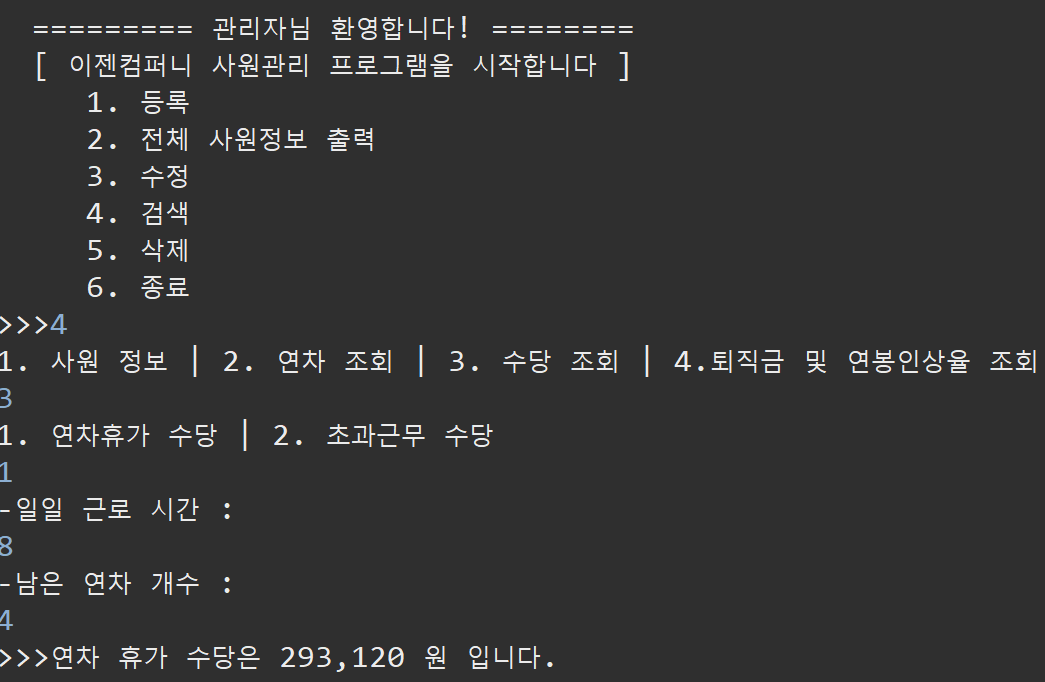 ========= 관리자님 환영합니다! ========
[ 이젠컴퍼니 사원관리 프로그램을 시작합니다 ]
1. 등록
2. 전체 사원정보 출력
3. 수정
4. 검색
5. 삭제
6. 종료
>>>4
1. 사원 정보 | 2. 연차 조회 | 3. 수당 조회 | 4.퇴직금 및 연봉인상율 조회
3
1. 연차휴가 수당 | 2. 초과근무 수당
1
-일일 근로 시간 :
8
-남은 연차 개수 :
4
>>>연차 휴가 수당은 293,120 원 입니다.